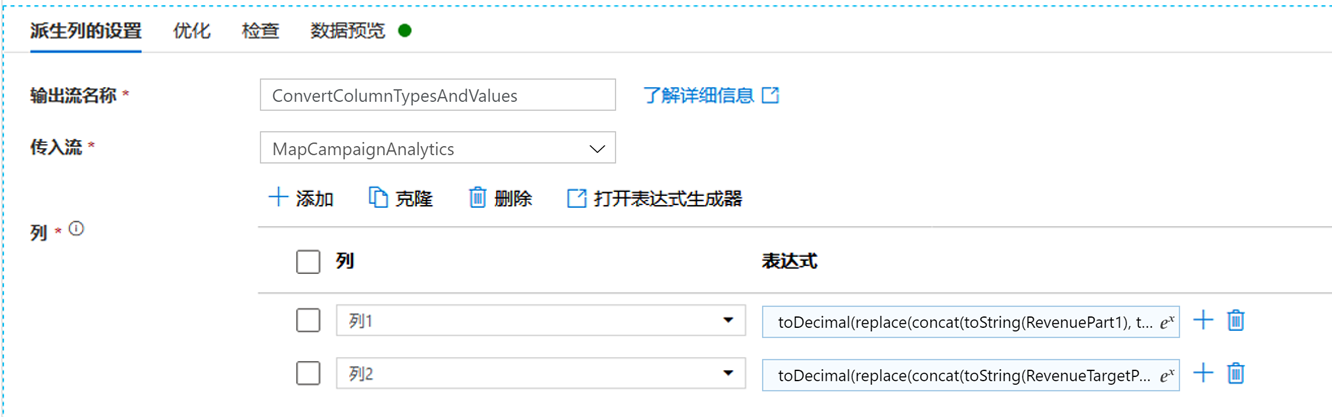 派生列的设置 优化 检查 数据预览
输出流名称 * ConvertColumnTypesAndValues 了解详细信息
传入流 * MapCampaignAnalytics
添加 克隆 删除 打开表达式生成器
列 *
列 表达式
列1 toDecimal(replace(concat(toString(RevenuePart1), t... eˣ
列2 toDecimal(replace(concat(toString(RevenueTargetP... eˣ